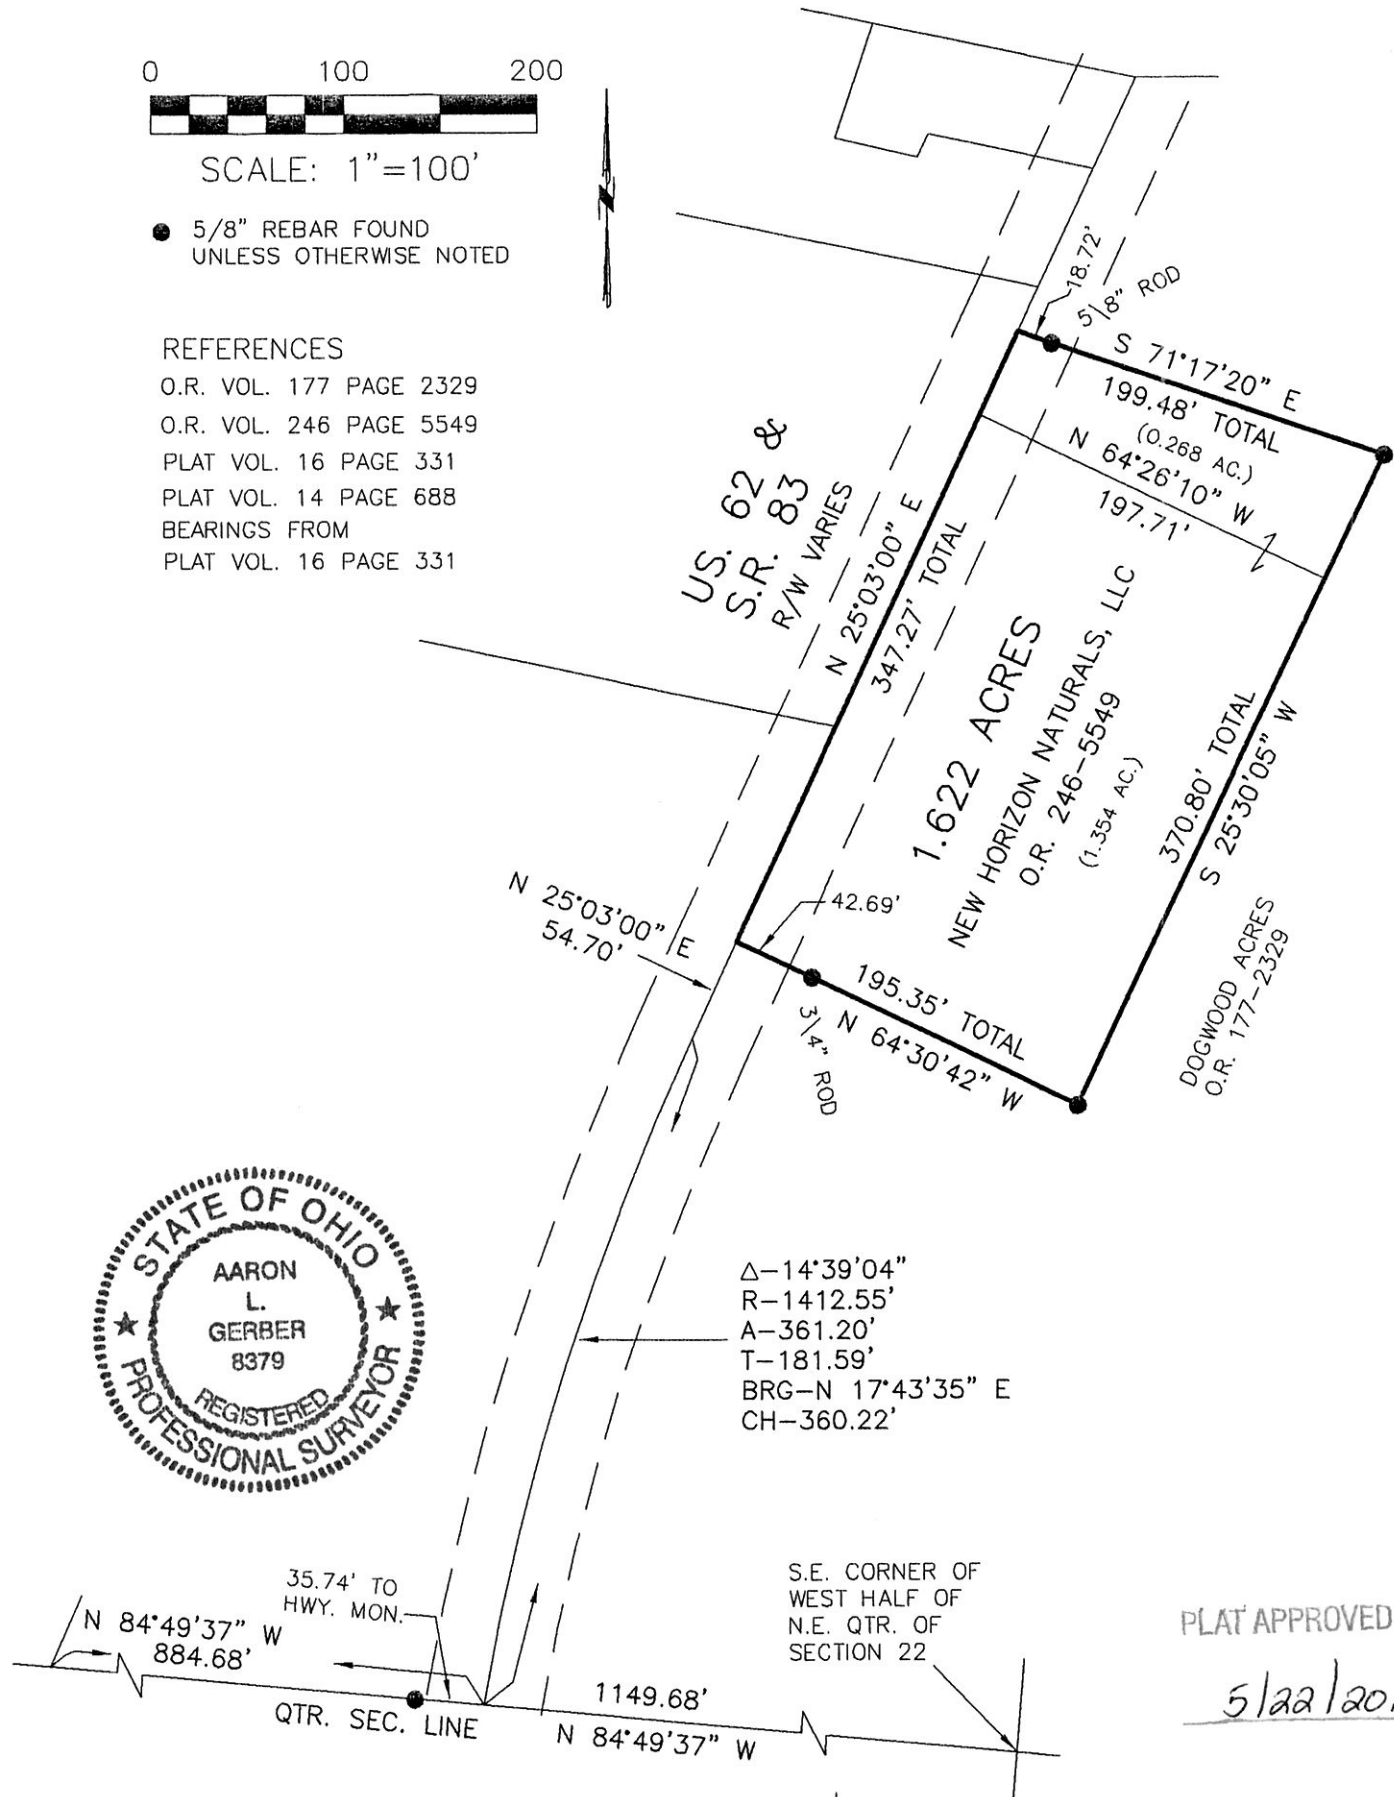 0 100 200
SCALE: 1"=100'
5/8" REBAR FOUND
UNLESS OTHERWISE NOTED
REFERENCES
O.R. VOL. 177 PAGE 2329
O.R. VOL. 246 PAGE 5549
PLAT VOL. 16 PAGE 331
PLAT VOL. 14 PAGE 688
BEARINGS FROM
PLAT VOL. 16 PAGE 331
18.72'
5/8" ROD
S 71°17'20" E
199.48' TOTAL
(0.268 AC.)
N 64°26'10" W
197.71'
US. 62 &
S.R. 83
R/W VARIES
N 25°03'00" E
347.27' TOTAL
1.622 ACRES
NEW HORIZON NATURALS, LLC
O.R. 246-5549
(1.354 AC.)
370.80' TOTAL
S 25°30'05" W
DOGWOOD ACRES
O.R. 177-2329
N 25°03'00" E
54.70'
42.69'
195.35' TOTAL
N 64°30'42" W
3/4" ROD
STATE OF OHIO
AARON
L.
GERBER
8379
REGISTERED
PROFESSIONAL SURVEYOR
Δ-14°39'04"
R-1412.55'
A-361.20'
T-181.59'
BRG-N 17°43'35" E
CH-360.22'
35.74' TO
HWY. MON.
N 84°49'37" W
884.68'
QTR. SEC. LINE
1149.68'
N 84°49'37" W
S.E. CORNER OF
WEST HALF OF
N.E. QTR. OF
SECTION 22
PLAT APPROVED
5/22/20